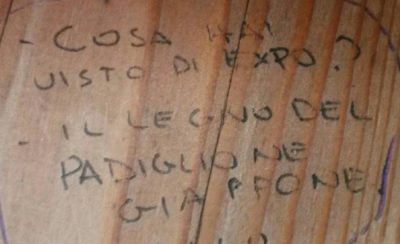 - COSA HAI
VISTO DI EXPO?
- IL LEGNO DEL
PADIGLIONE
GIAPPONE.